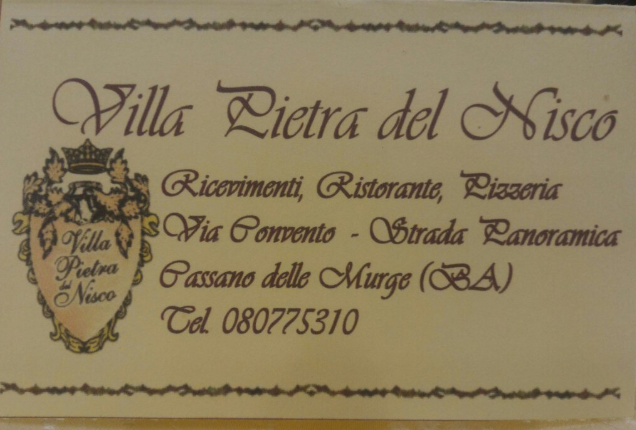 Villa Pietra del Nisco
Ricevimenti, Ristorante, Pizzeria
Via Convento - Strada Panoramica
Cassano delle Murge (BA)
Tel. 080775310
Villa
Pietra
del
Nisco